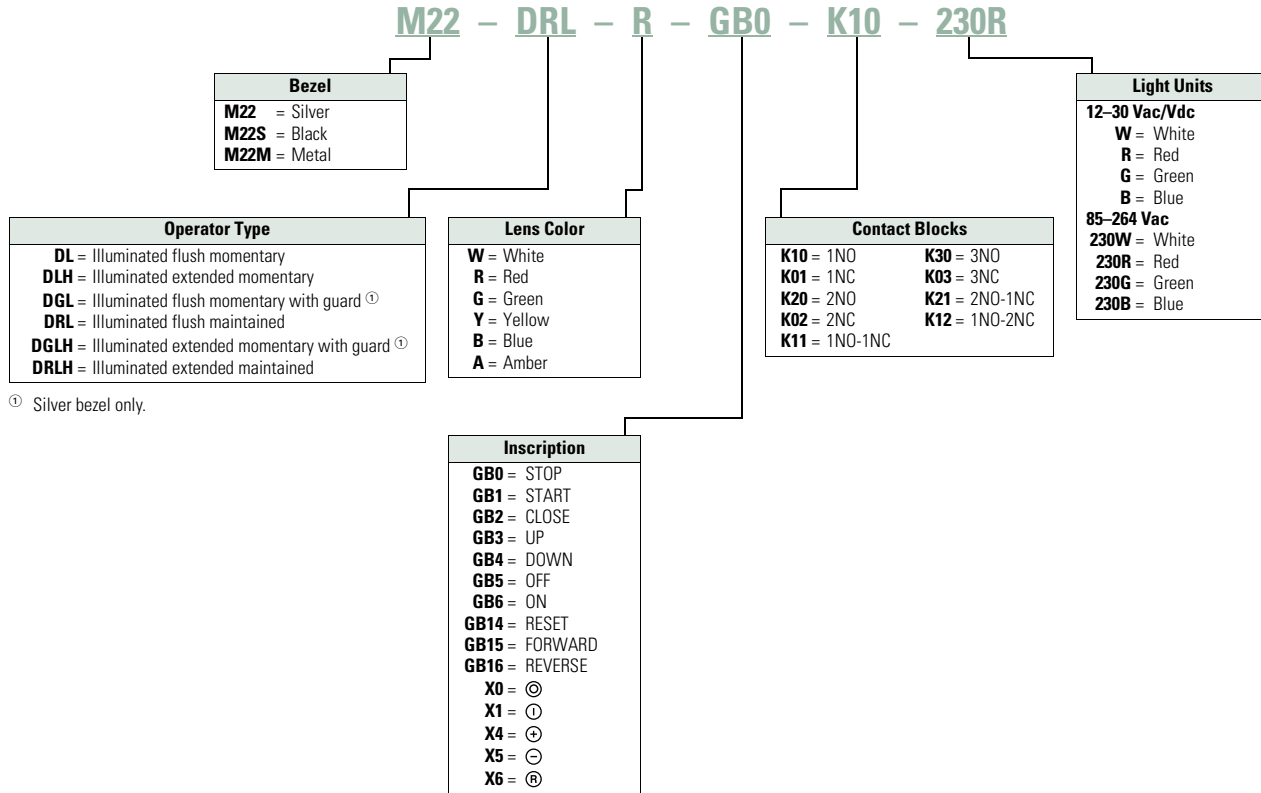 M22 – DRL – R – GB0 – K10 – 230R
Bezel
M22 = Silver
M22S = Black
M22M = Metal
Light Units
12–30 Vac/Vdc
W = White
R = Red
G = Green
B = Blue
85–264 Vac
230W = White
230R = Red
230G = Green
230B = Blue
Operator Type
DL = Illuminated flush momentary
DLH = Illuminated extended momentary
DGL = Illuminated flush momentary with guard ①
DRL = Illuminated flush maintained
DGLH = Illuminated extended momentary with guard ①
DRLH = Illuminated extended maintained
① Silver bezel only.
Lens Color
W = White
R = Red
G = Green
Y = Yellow
B = Blue
A = Amber
Contact Blocks
K10 = 1NO K30 = 3NO
K01 = 1NC K03 = 3NC
K20 = 2NO K21 = 2NO-1NC
K02 = 2NC K12 = 1NO-2NC
K11 = 1NO-1NC
Inscription
GB0 = STOP
GB1 = START
GB2 = CLOSE
GB3 = UP
GB4 = DOWN
GB5 = OFF
GB6 = ON
GB14 = RESET
GB15 = FORWARD
GB16 = REVERSE
X0 = ⓞ
X1 = Ⓘ
X4 = ⊕
X5 = ⊖
X6 = Ⓡ